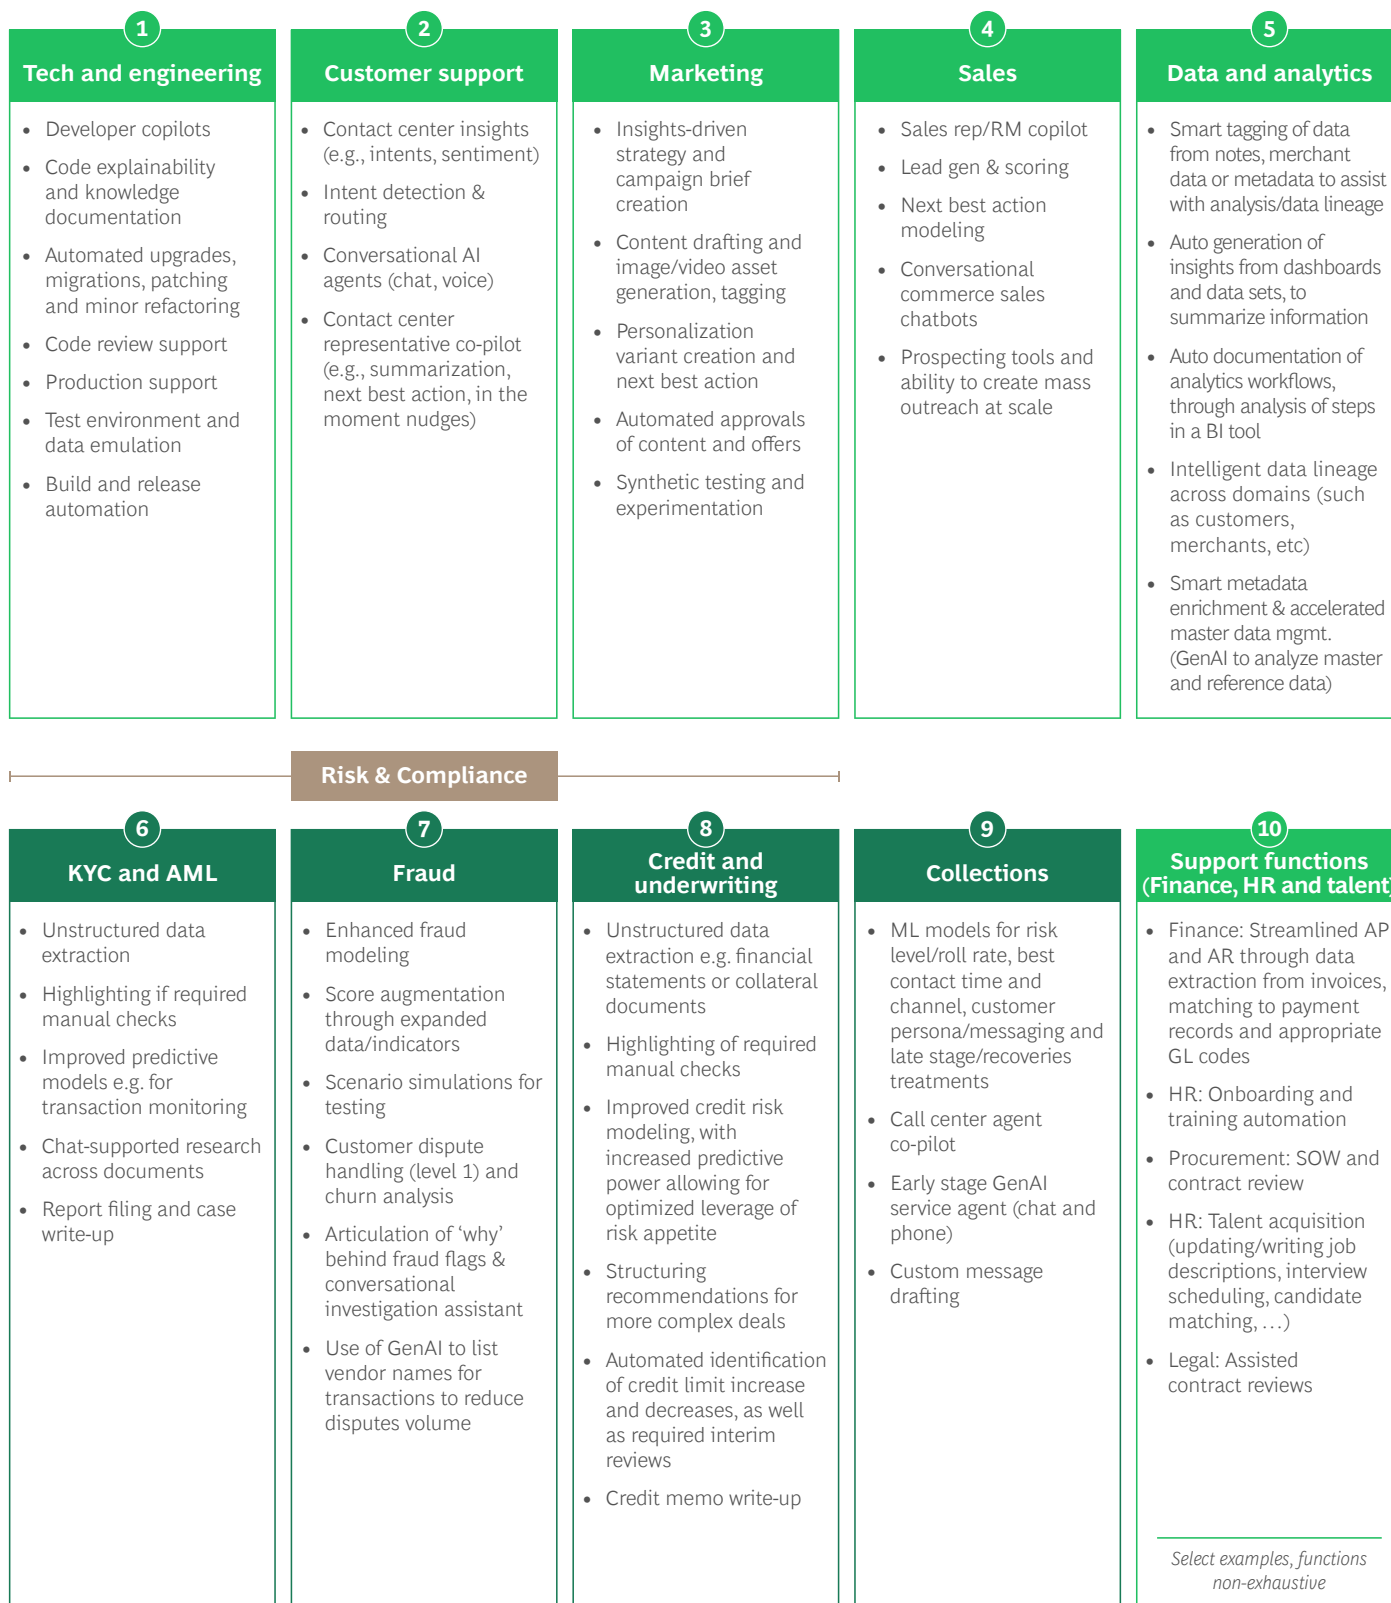 1
Tech and engineering
• Developer copilots
• Code explainability
and knowledge
documentation
• Automated upgrades,
migrations, patching
and minor refactoring
• Code review support
• Production support
• Test environment and
data emulation
• Build and release
automation
2
Customer support
• Contact center insights
(e.g., intents, sentiment)
• Intent detection &
routing
• Conversational AI
agents (chat, voice)
• Contact center
representative co-pilot
(e.g., summarization,
next best action, in the
moment nudges)
3
Marketing
• Insights-driven
strategy and
campaign brief
creation
• Content drafting and
image/video asset
generation, tagging
• Personalization
variant creation and
next best action
• Automated approvals
of content and offers
• Synthetic testing and
experimentation
4
Sales
• Sales rep/RM copilot
• Lead gen & scoring
• Next best action
modeling
• Conversational
commerce sales
chatbots
• Prospecting tools and
ability to create mass
outreach at scale
5
Data and analytics
• Smart tagging of data
from notes, merchant
data or metadata to assist
with analysis/data lineage
• Auto generation of
insights from dashboards
and data sets, to
summarize information
• Auto documentation of
analytics workflows,
through analysis of steps
in a BI tool
• Intelligent data lineage
across domains (such
as customers,
merchants, etc)
• Smart metadata
enrichment & accelerated
master data mgmt.
(GenAI to analyze master
and reference data)
Risk & Compliance
6
KYC and AML
• Unstructured data
extraction
• Highlighting if required
manual checks
• Improved predictive
models e.g. for
transaction monitoring
• Chat-supported research
across documents
• Report filing and case
write-up
7
Fraud
• Enhanced fraud
modeling
• Score augmentation
through expanded
data/indicators
• Scenario simulations for
testing
• Customer dispute
handling (level 1) and
churn analysis
• Articulation of ‘why’
behind fraud flags &
conversational
investigation assistant
• Use of GenAI to list
vendor names for
transactions to reduce
disputes volume
8
Credit and
underwriting
• Unstructured data
extraction e.g. financial
statements or collateral
documents
• Highlighting of required
manual checks
• Improved credit risk
modeling, with
increased predictive
power allowing for
optimized leverage of
risk appetite
• Structuring
recommendations for
more complex deals
• Automated identification
of credit limit increase
and decreases, as well
as required interim
reviews
• Credit memo write-up
9
Collections
• ML models for risk
level/roll rate, best
contact time and
channel, customer
persona/messaging and
late stage/recoveries
treatments
• Call center agent
co-pilot
• Early stage GenAI
service agent (chat and
phone)
• Custom message
drafting
10
Support functions
(Finance, HR and talent)
• Finance: Streamlined AP
and AR through data
extraction from invoices,
matching to payment
records and appropriate
GL codes
• HR: Onboarding and
training automation
• Procurement: SOW and
contract review
• HR: Talent acquisition
(updating/writing job
descriptions, interview
scheduling, candidate
matching, …)
• Legal: Assisted
contract reviews
Select examples, functions
non-exhaustive